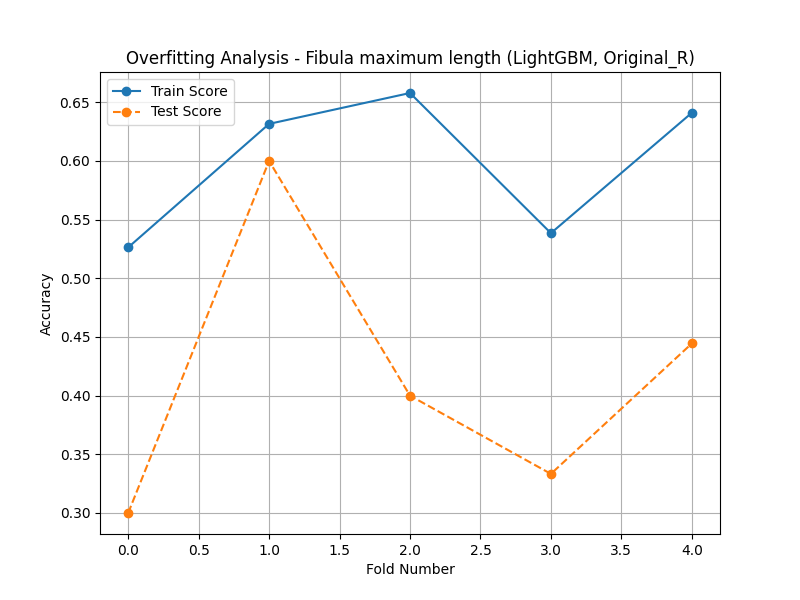 Overfitting Analysis - Fibula maximum length (LightGBM, Original_R)
Train Score
Test Score
Accuracy
0.65
0.60
0.55
0.50
0.45
0.40
0.35
0.30
0.0 0.5 1.0 1.5 2.0 2.5 3.0 3.5 4.0
Fold Number